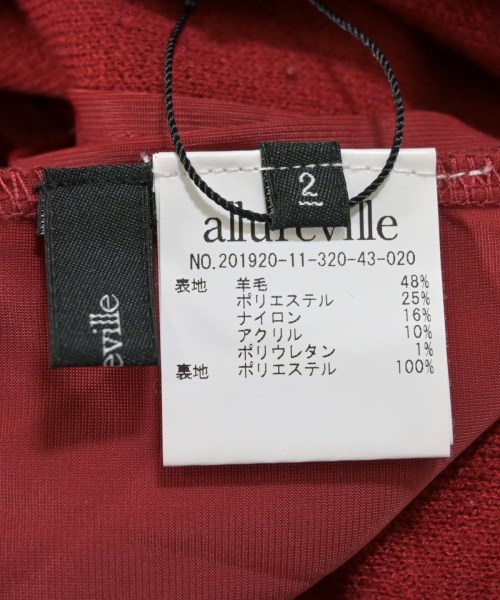 2
allureville
NO.201920-11-320-43-020
表地 羊毛 48%
ポリエステル 25%
ナイロン 16%
アクリル 10%
ポリウレタン 1%
裏地 ポリエステル 100%
eville